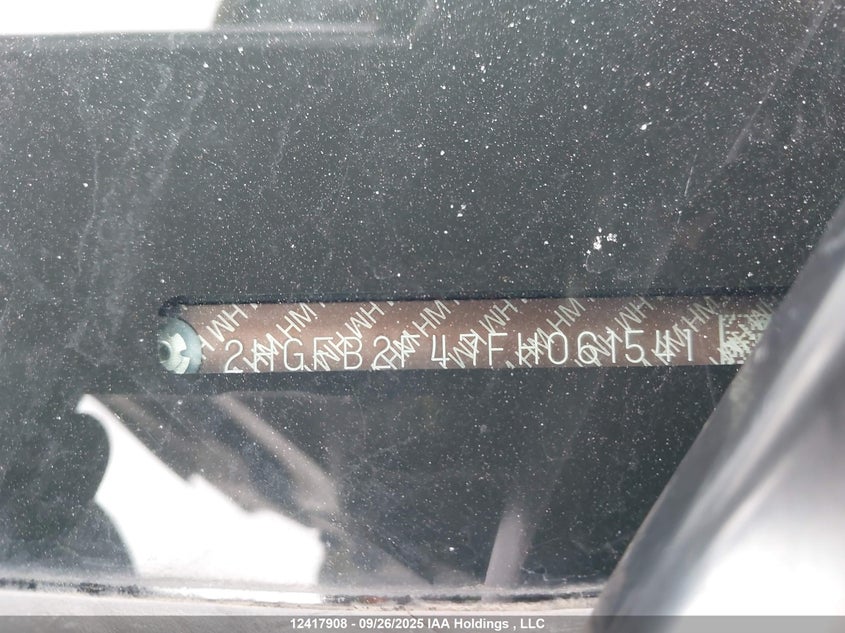 2HGFB2F47FH061541
12417908 - 09/26/2025 IAA Holdings , LLC